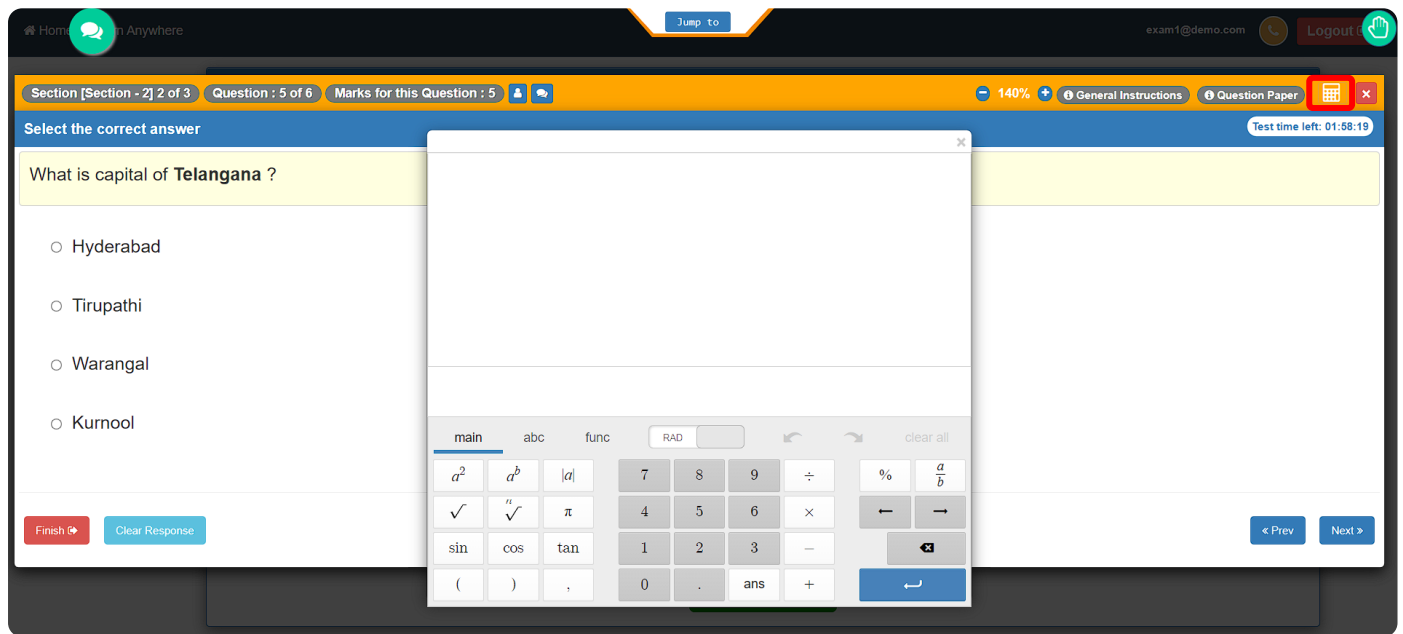 Jump to
Home
n Anywhere
exam1@demo.com
Logout
Section [Section - 2] 2 of 3
Question : 5 of 6
Marks for this Question : 5
140%
General Instructions
Question Paper
×
Select the correct answer
Test time left: 01:58:19
×
What is capital of Telangana ?
Hyderabad
Tirupathi
Warangal
Kurnool
main abc func RAD clear all
a² aᵇ |a| 7 8 9 ÷ % a/b
√ ⁿ√ π 4 5 6 × ← →
sin cos tan 1 2 3 −
( ) , 0 . ans +
Finish
Clear Response
« Prev
Next »